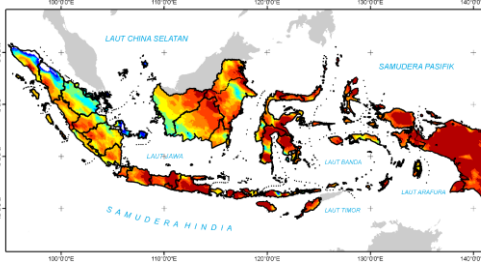 100°0'0"E 110°0'0"E 120°0'0"E 130°0'0"E 140°0'
LAUT CHINA SELATAN
SAMUDERA PASIFIK
LAUT JAWA
LAUT BANDA
LAUT ARAFURA
SAMUDERA HINDIA
LAUT TIMOR
100°0'0"E 110°0'0"E 120°0'0"E 130°0'0"E 140°0'